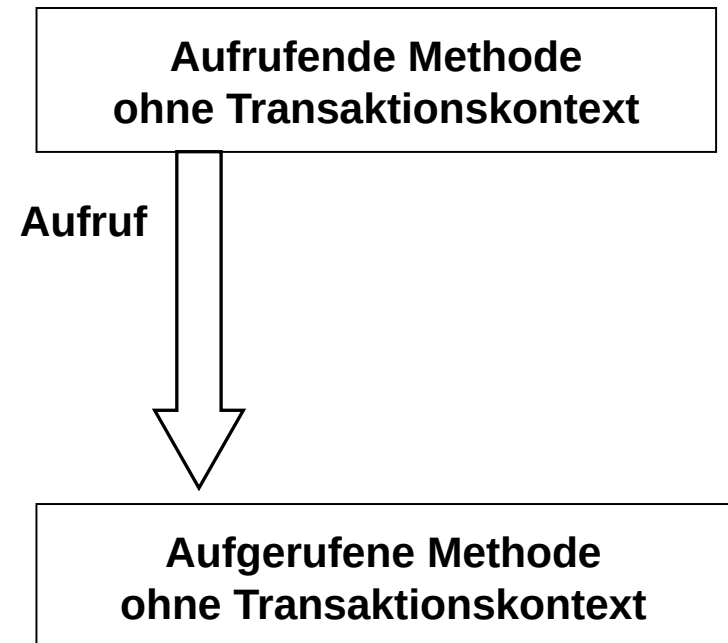 Aufrufende Methode
ohne Transaktionskontext
Aufruf
Aufgerufene Methode
ohne Transaktionskontext